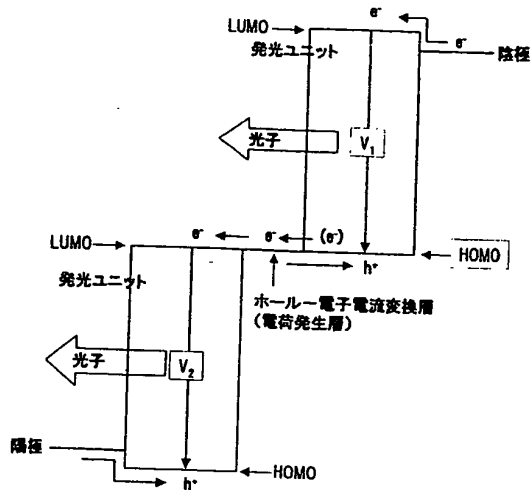 e⁻
LUMO
e⁻
発光ユニット
陰極
光子
V₁
e⁻
e⁻
(e⁻)
LUMO
HOMO
h⁺
発光ユニット
ホール−電子電流変換層
(電荷発生層)
光子
V₂
陽極
HOMO
h⁺